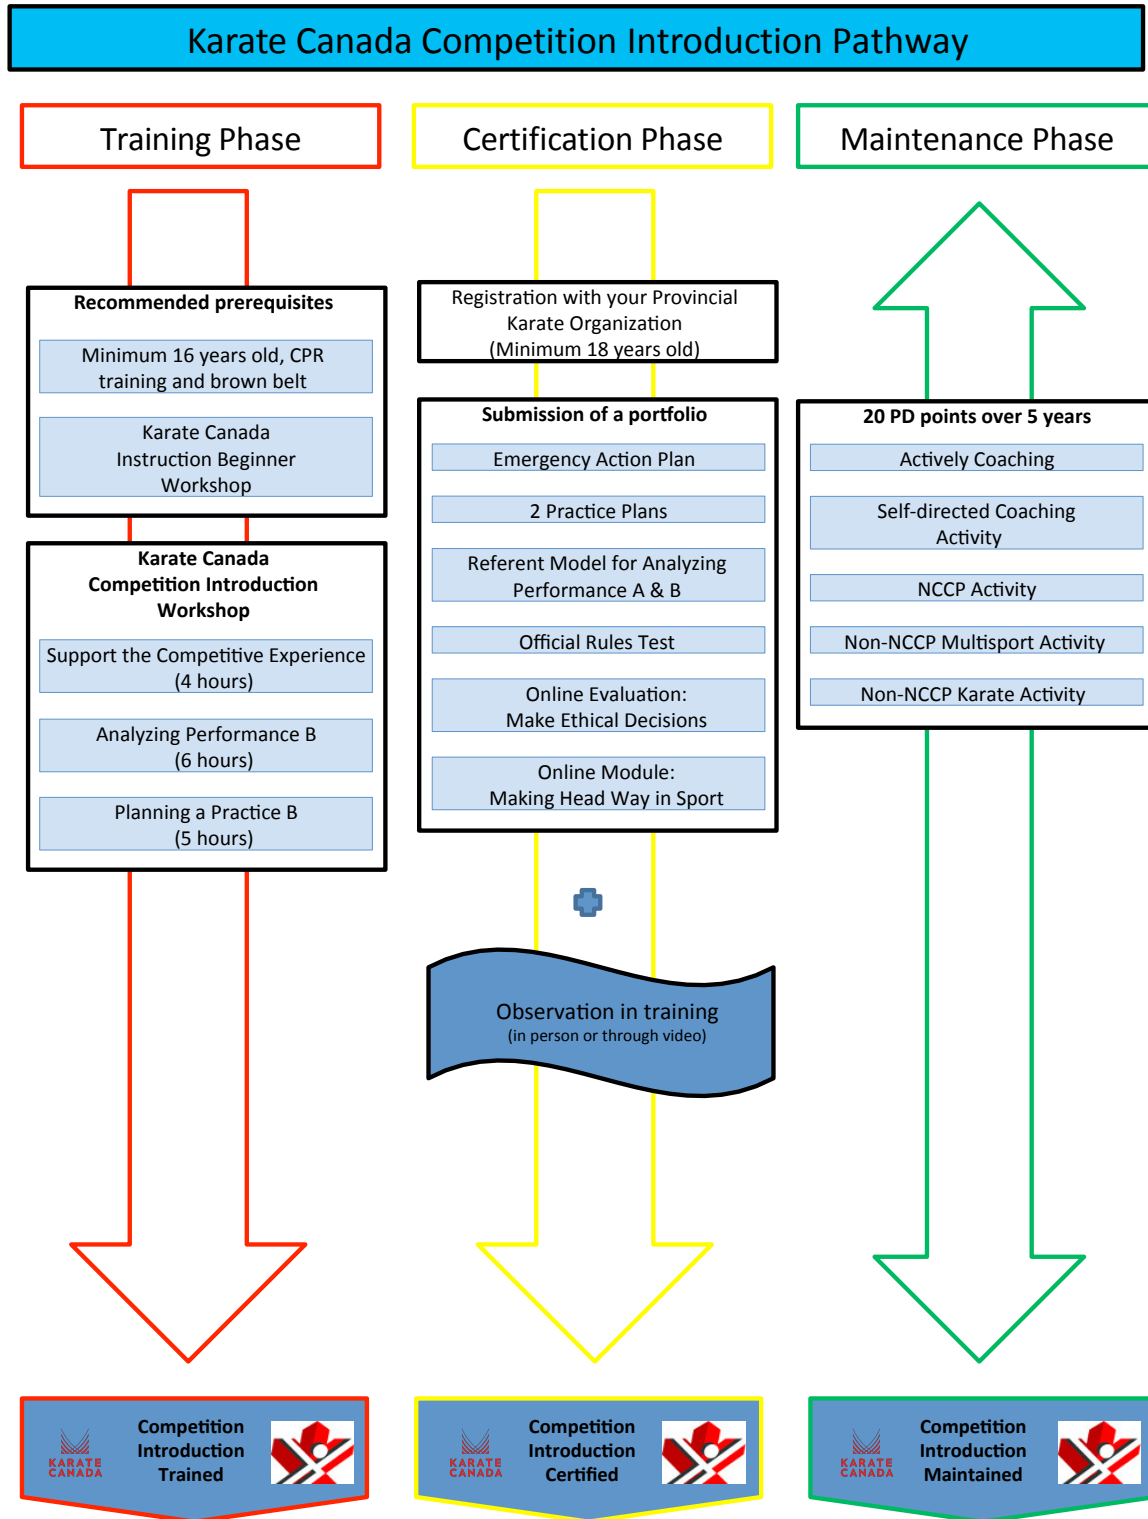 Karate Canada Competition Introduction Pathway
Training Phase
Recommended prerequisites
Minimum 16 years old, CPR
training and brown belt
Karate Canada
Instruction Beginner
Workshop
Karate Canada
Competition Introduction
Workshop
Support the Competitive Experience
(4 hours)
Analyzing Performance B
(6 hours)
Planning a Practice B
(5 hours)
KARATE
CANADA
Competition
Introduction
Trained
Certification Phase
Registration with your Provincial
Karate Organization
(Minimum 18 years old)
Submission of a portfolio
Emergency Action Plan
2 Practice Plans
Referent Model for Analyzing
Performance A & B
Official Rules Test
Online Evaluation:
Make Ethical Decisions
Online Module:
Making Head Way in Sport
Observation in training
(in person or through video)
KARATE
CANADA
Competition
Introduction
Certified
Maintenance Phase
20 PD points over 5 years
Actively Coaching
Self-directed Coaching
Activity
NCCP Activity
Non-NCCP Multisport Activity
Non-NCCP Karate Activity
KARATE
CANADA
Competition
Introduction
Maintained